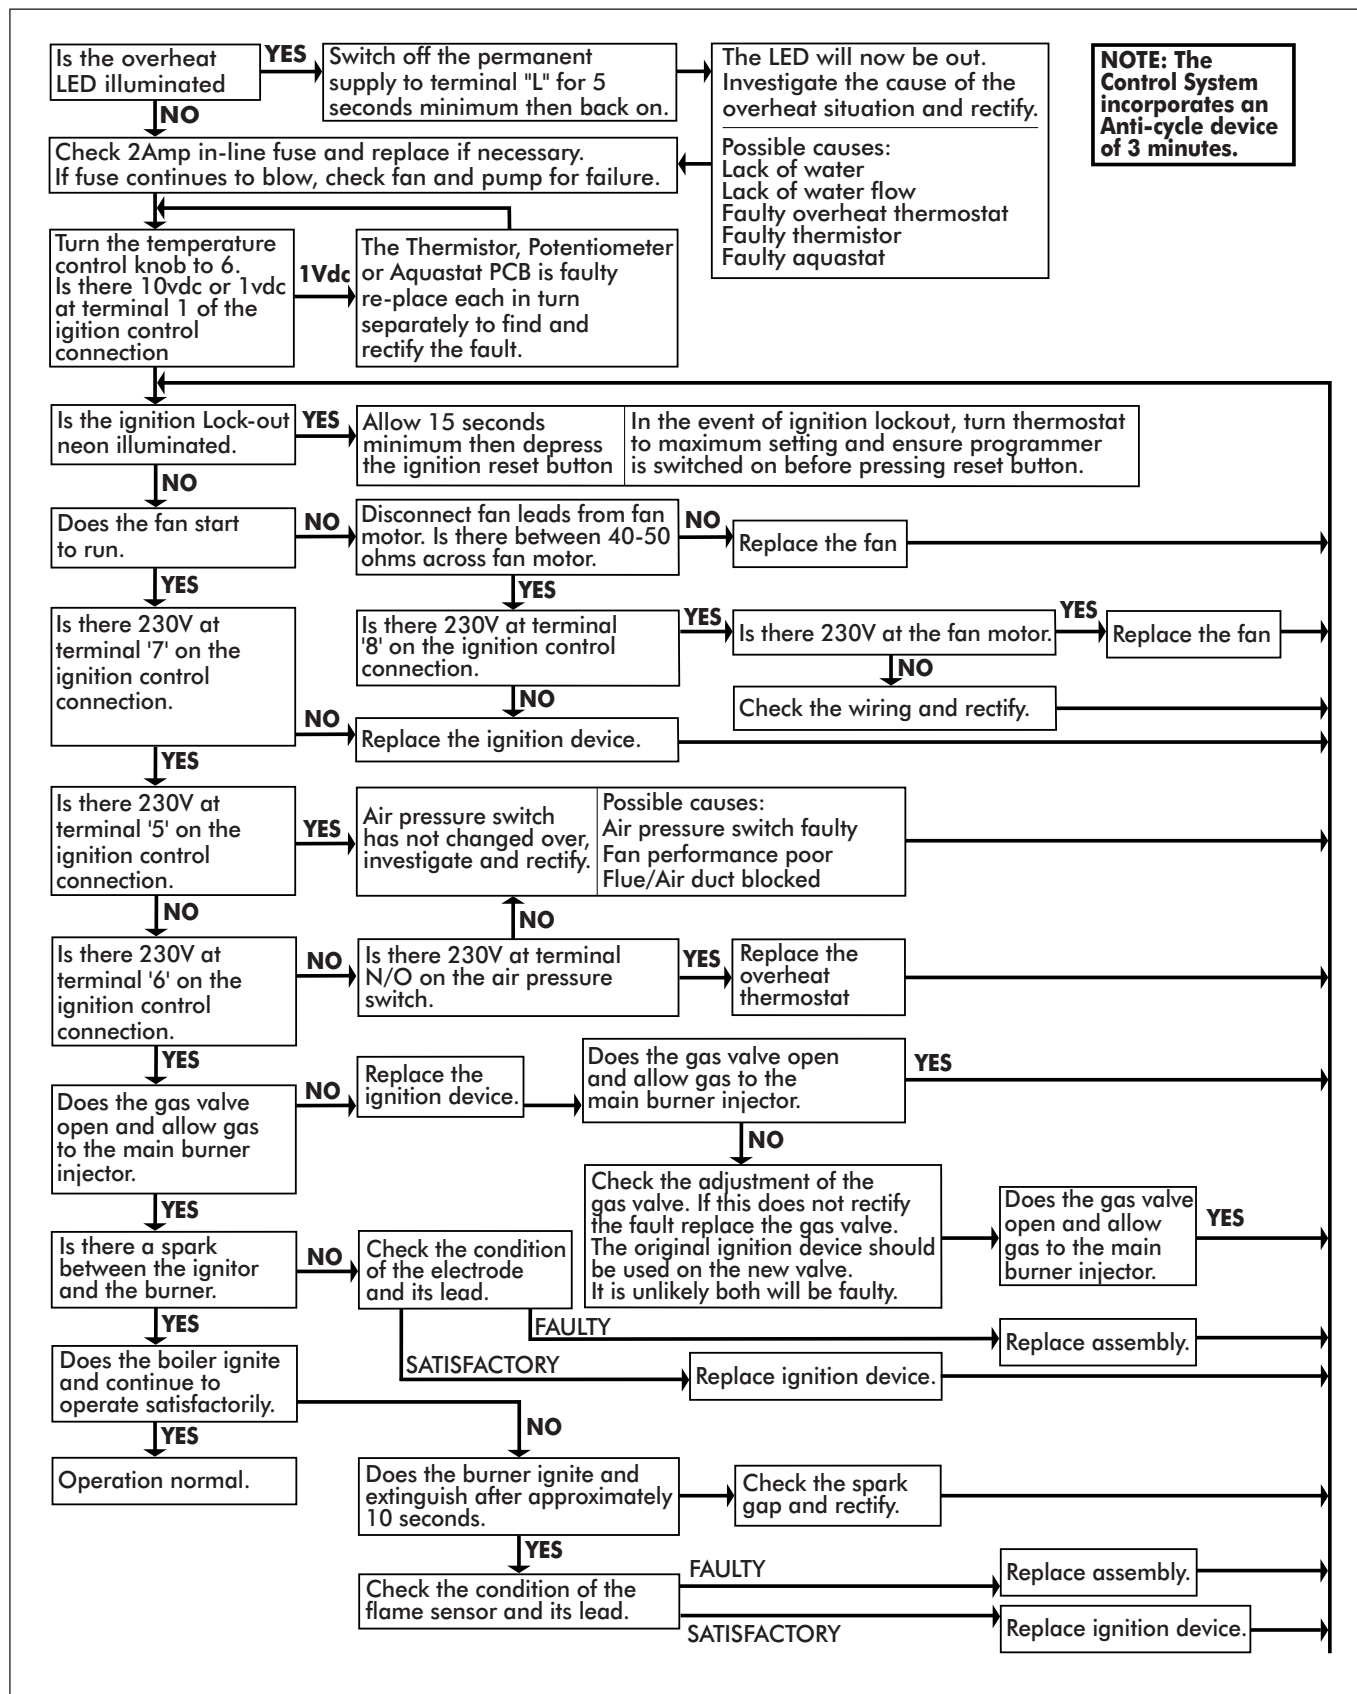 Is the overheat
LED illuminated
YES
Switch off the permanent
supply to terminal "L" for 5
seconds minimum then back on.
The LED will now be out.
Investigate the cause of the
overheat situation and rectify.
Possible causes:
Lack of water
Lack of water flow
Faulty overheat thermostat
Faulty thermistor
Faulty aquastat
NOTE: The
Control System
incorporates an
Anti-cycle device
of 3 minutes.
NO
Check 2Amp in-line fuse and replace if necessary.
If fuse continues to blow, check fan and pump for failure.
Turn the temperature
control knob to 6.
Is there 10vdc or 1vdc
at terminal 1 of the
igition control
connection
1Vdc
The Thermistor, Potentiometer
or Aquastat PCB is faulty
re-place each in turn
separately to find and
rectify the fault.
Is the ignition Lock-out
neon illuminated.
YES
Allow 15 seconds
minimum then depress
the ignition reset button
In the event of ignition lockout, turn thermostat
to maximum setting and ensure programmer
is switched on before pressing reset button.
NO
Does the fan start
to run.
NO
Disconnect fan leads from fan
motor. Is there between 40-50
ohms across fan motor.
NO
Replace the fan
YES
YES
Is there 230V at
terminal '7' on the
ignition control
connection.
Is there 230V at terminal
'8' on the ignition control
connection.
YES
Is there 230V at the fan motor.
YES
Replace the fan
NO
Check the wiring and rectify.
NO
NO
Replace the ignition device.
YES
Is there 230V at
terminal '5' on the
ignition control
connection.
YES
Air pressure switch
has not changed over,
investigate and rectify.
Possible causes:
Air pressure switch faulty
Fan performance poor
Flue/Air duct blocked
NO
NO
Is there 230V at
terminal '6' on the
ignition control
connection.
NO
Is there 230V at terminal
N/O on the air pressure
switch.
YES
Replace the
overheat
thermostat
YES
Does the gas valve
open and allow gas
to the main burner
injector.
NO
Replace the
ignition device.
Does the gas valve open
and allow gas to the
main burner injector.
YES
NO
Check the adjustment of the
gas valve. If this does not rectify
the fault replace the gas valve.
The original ignition device should
be used on the new valve.
It is unlikely both will be faulty.
Does the gas valve
open and allow
gas to the main
burner injector.
YES
YES
Is there a spark
between the ignitor
and the burner.
NO
Check the condition
of the electrode
and its lead.
FAULTY
Replace assembly.
SATISFACTORY
Replace ignition device.
YES
Does the boiler ignite
and continue to
operate satisfactorily.
YES
NO
Operation normal.
Does the burner ignite and
extinguish after approximately
10 seconds.
Check the spark
gap and rectify.
YES
Check the condition of the
flame sensor and its lead.
FAULTY
Replace assembly.
SATISFACTORY
Replace ignition device.